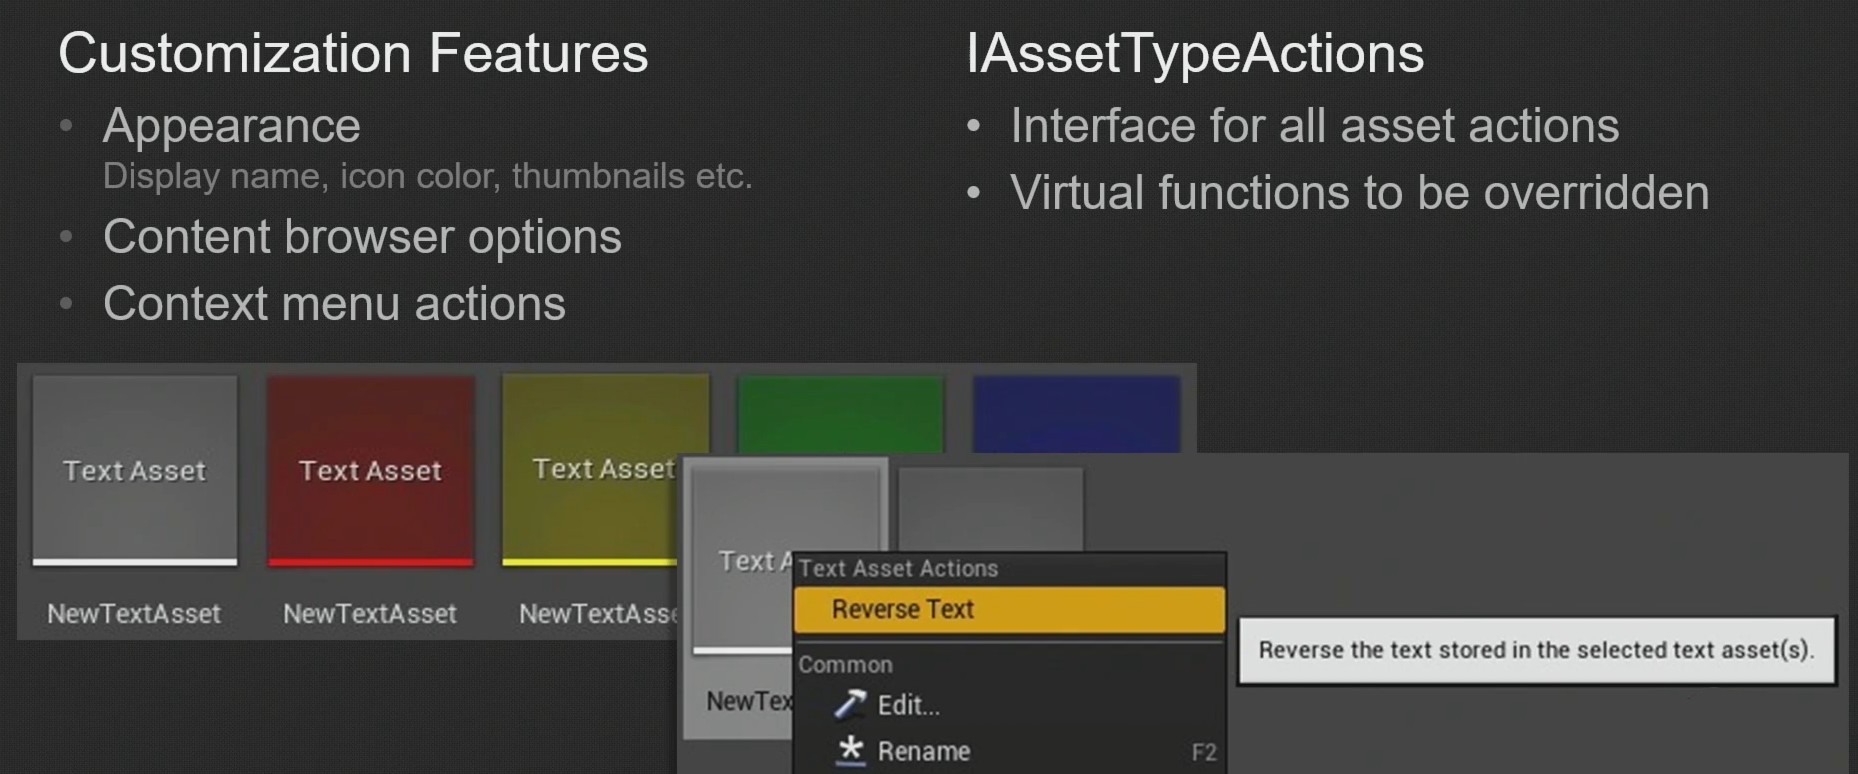 Customization Features
• Appearance
Display name, icon color, thumbnails etc.
• Content browser options
• Context menu actions
IAssetTypeActions
• Interface for all asset actions
• Virtual functions to be overridden
Text Asset
Text Asset
Text Asset
NewTextAsset
NewTextAsset
NewTextAsse
Text A
NewTex
Text Asset Actions
Reverse Text
Common
Edit...
Rename F2
Reverse the text stored in the selected text asset(s).